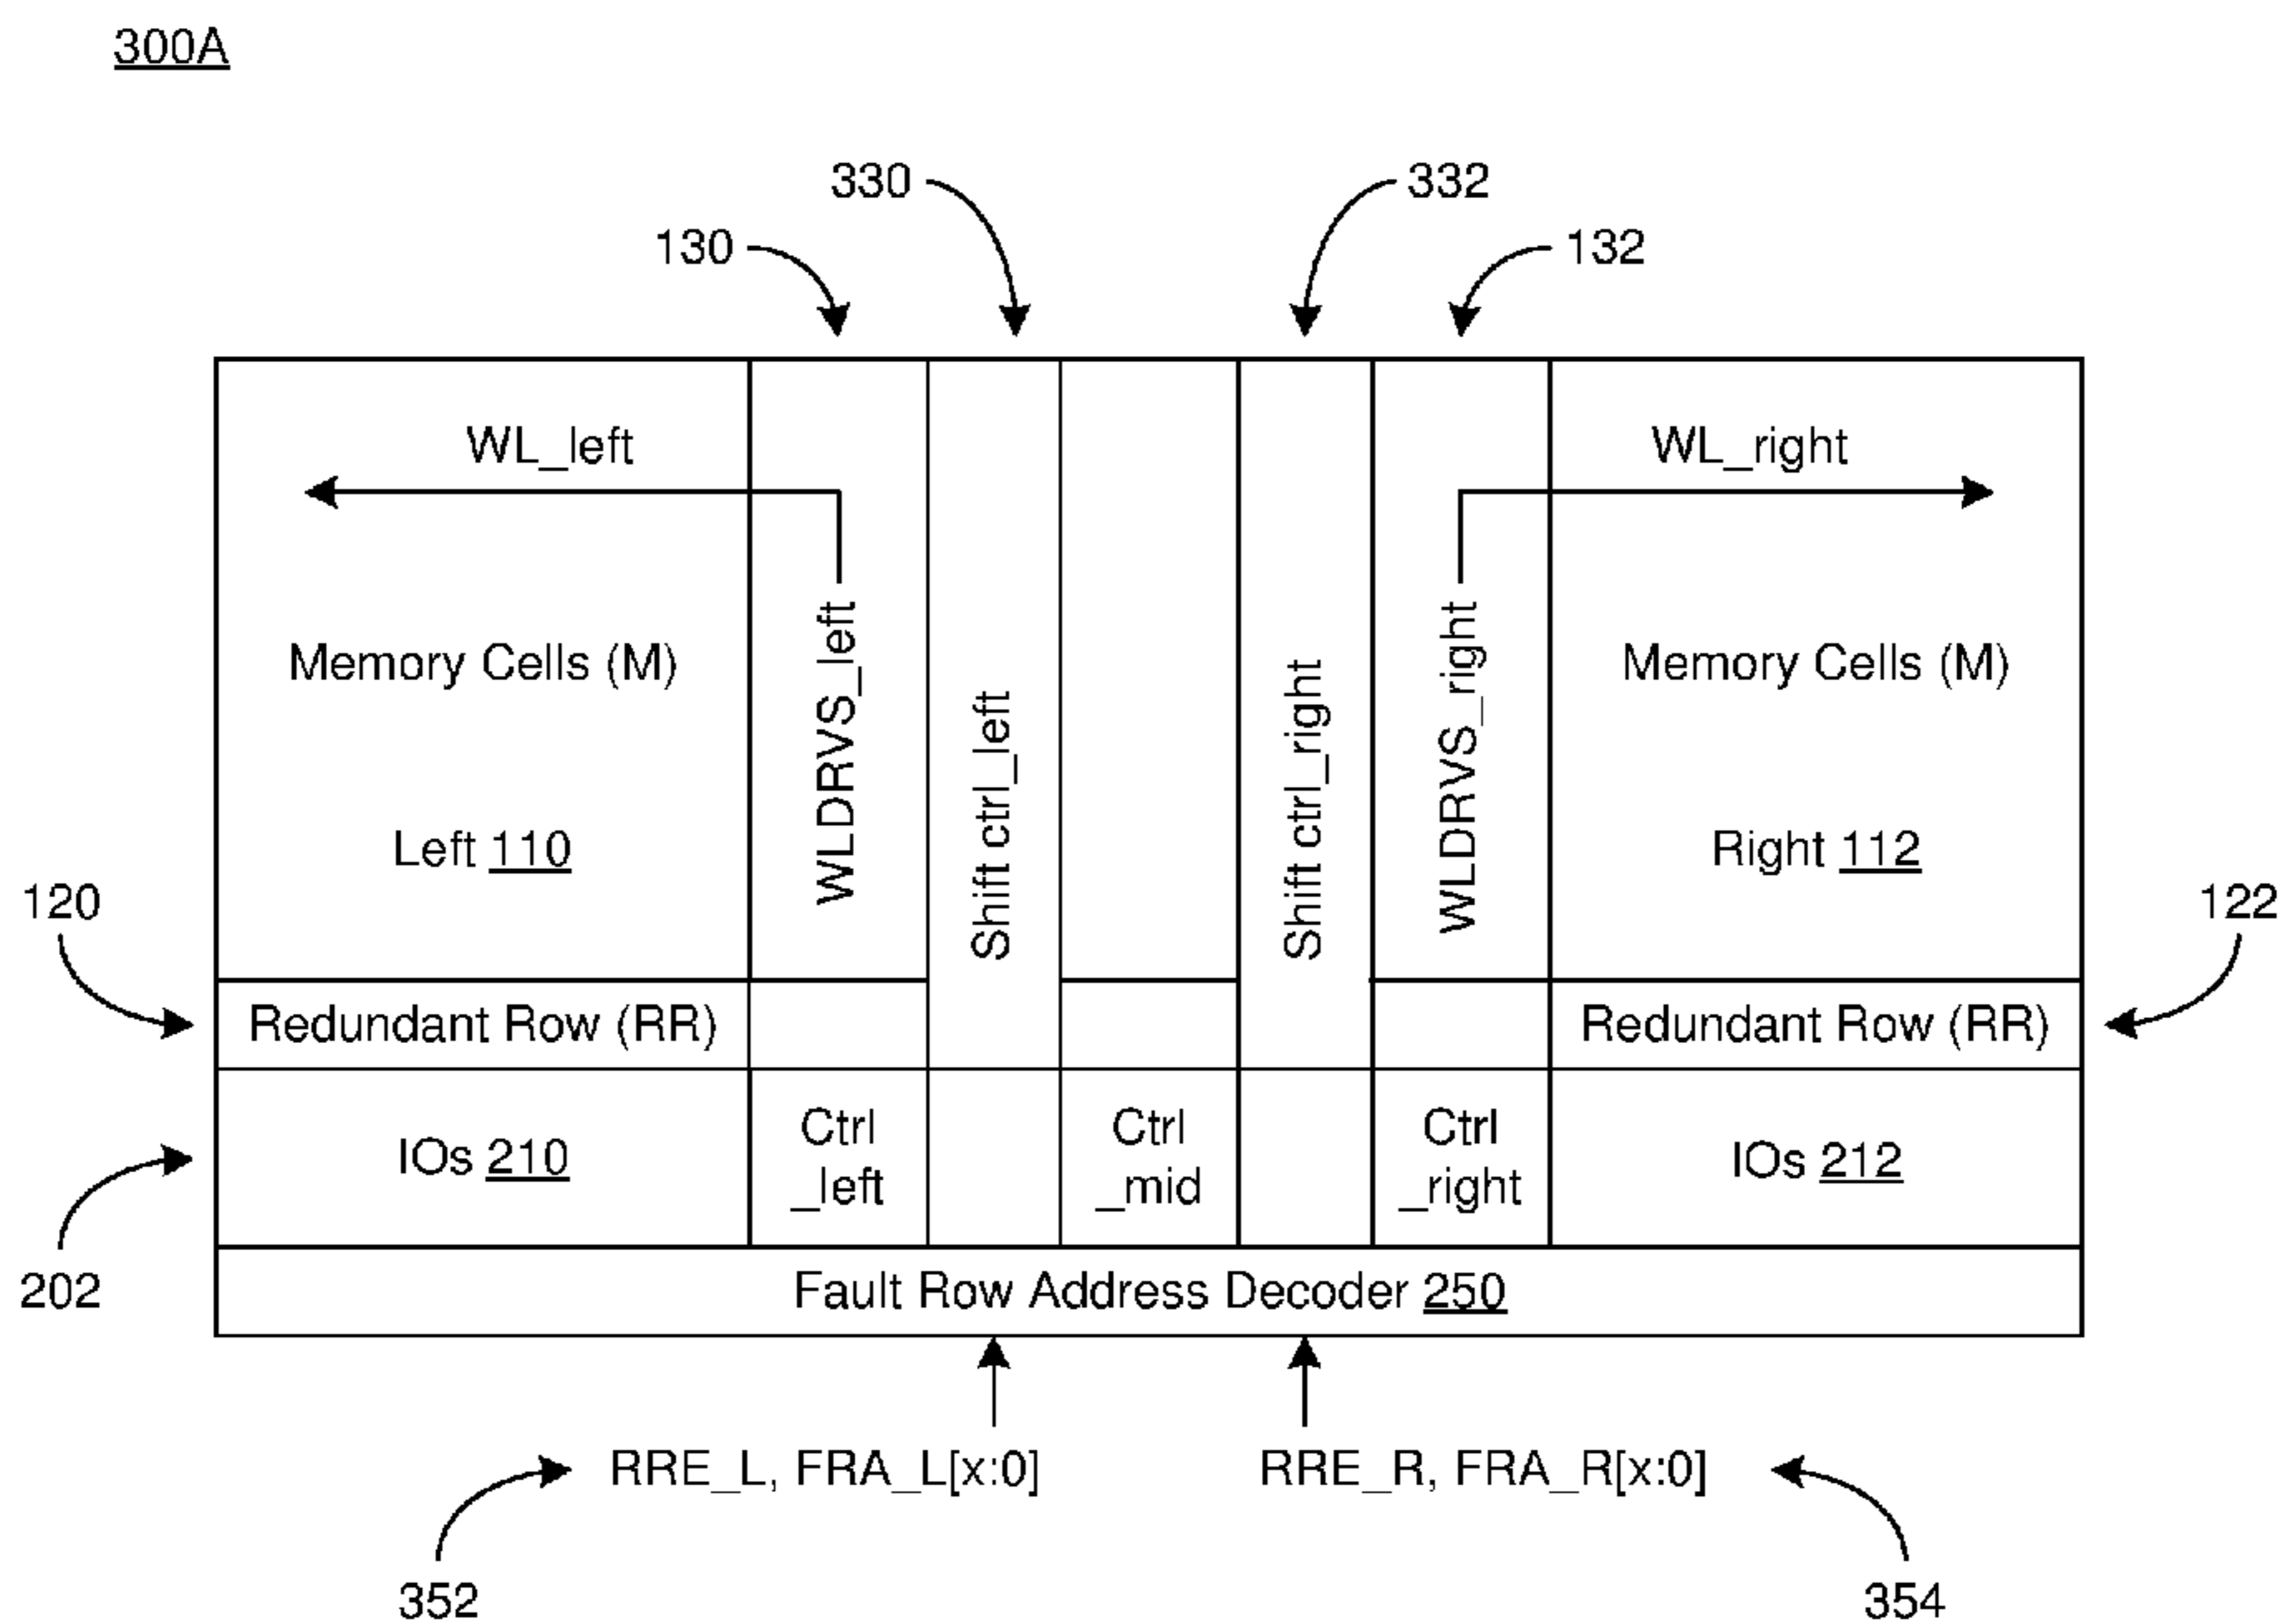 300A
330
332
130
132
WL_left
WL_right
WLDRVS_left
Shift ctrl_left
Shift ctrl_right
WLDRVS_right
Memory Cells (M)
Memory Cells (M)
Left 110
Right 112
120
122
Redundant Row (RR)
Redundant Row (RR)
IOs 210
Ctrl
_left
Ctrl
_mid
Ctrl
_right
IOs 212
202
Fault Row Address Decoder 250
RRE_L, FRA_L[x:0]
RRE_R, FRA_R[x:0]
352
354